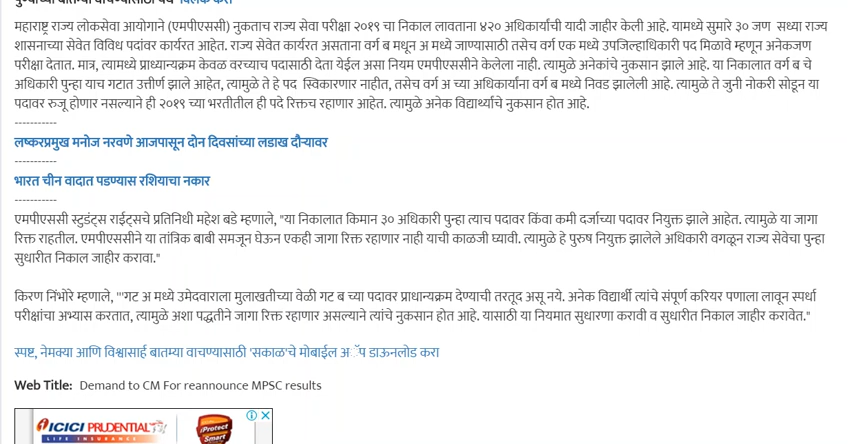 महाराष्ट्र राज्य लोकसेवा आयोगाने (एमपीएससी) नुकताच राज्य सेवा परीक्षा २०१९ चा निकाल लावताना ४२० अधिकार्यांची यादी जाहीर केली आहे. यामध्ये सुमारे ३० जण सध्या राज्य
शासनाच्या सेवेत विविध पदांवर कार्यरत आहेत. राज्य सेवेत कार्यरत असताना वर्ग ब मधून अ मध्ये जाण्यासाठी तसेच वर्ग एक मध्ये उपजिल्हाधिकारी पद मिळावे म्हणून अनेकजण
परीक्षा देतात. मात्र, त्यामध्ये प्राध्यान्यक्रम केवळ वरच्याच पदासाठी देता येईल असा नियम एमपीएससीने केलेला नाही. त्यामुळे अनेकांचे नुकसान झाले आहे. या निकालात वर्ग ब चे
अधिकारी पुन्हा याच गटात उत्तीर्ण झाले आहेत, त्यामुळे ते हे पद स्विकारणार नाहीत, तसेच वर्ग अ च्या अधिकार्यांना वर्ग ब मध्ये निवड झालेली आहे. त्यामुळे ते जुनी नोकरी सोडून या
पदावर रुजू होणार नसल्याने ही २०१९ च्या भरतीतील ही पदे रिक्तच रहाणार आहेत. त्यामुळे अनेक विद्यार्थ्यांचे नुकसान होत आहे.
-----------
लष्करप्रमुख मनोज नरवणे आजपासून दोन दिवसांच्या लडाख दौऱ्यावर
-----------
भारत चीन वादात पडण्यास रशियाचा नकार
-----------
एमपीएससी स्टुडंट्स राईट्सचे प्रतिनिधी महेश बडे म्हणाले, "या निकालात किमान ३० अधिकारी पुन्हा त्याच पदावर किंवा कमी दर्जाच्या पदावर नियुक्त झाले आहेत. त्यामुळे या जागा
रिक्त राहतील. एमपीएससीने या तांत्रिक बाबी समजून घेऊन एकही जागा रिक्त रहाणार नाही याची काळजी घ्यावी. त्यामुळे हे पुरुष नियुक्त झालेले अधिकारी वगळून राज्य सेवेचा पुन्हा
सुधारीत निकाल जाहीर करावा."
किरण निंभोरे म्हणाले, "'गट अ मध्ये उमेदवाराला मुलाखतीच्या वेळी गट ब च्या पदावर प्राधान्यक्रम देण्याची तरतूद असू नये. अनेक विद्यार्थी त्यांचे संपूर्ण करियर पणाला लावून स्पर्धा
परीक्षांचा अभ्यास करतात, त्यामुळे अशा पद्धतीने जागा रिक्त रहाणार असल्याने त्यांचे नुकसान होत आहे. यासाठी या नियमात सुधारणा करावी व सुधारीत निकाल जाहीर करावेत."
स्पष्ट, नेमक्या आणि विश्वासार्ह बातम्या वाचण्यासाठी 'सकाळ'चे मोबाईल अॅप डाऊनलोड करा
Web Title: Demand to CM For reannounce MPSC results
ICICI PRUDENTIAL
LIFE INSURANCE
iProtect
Smart